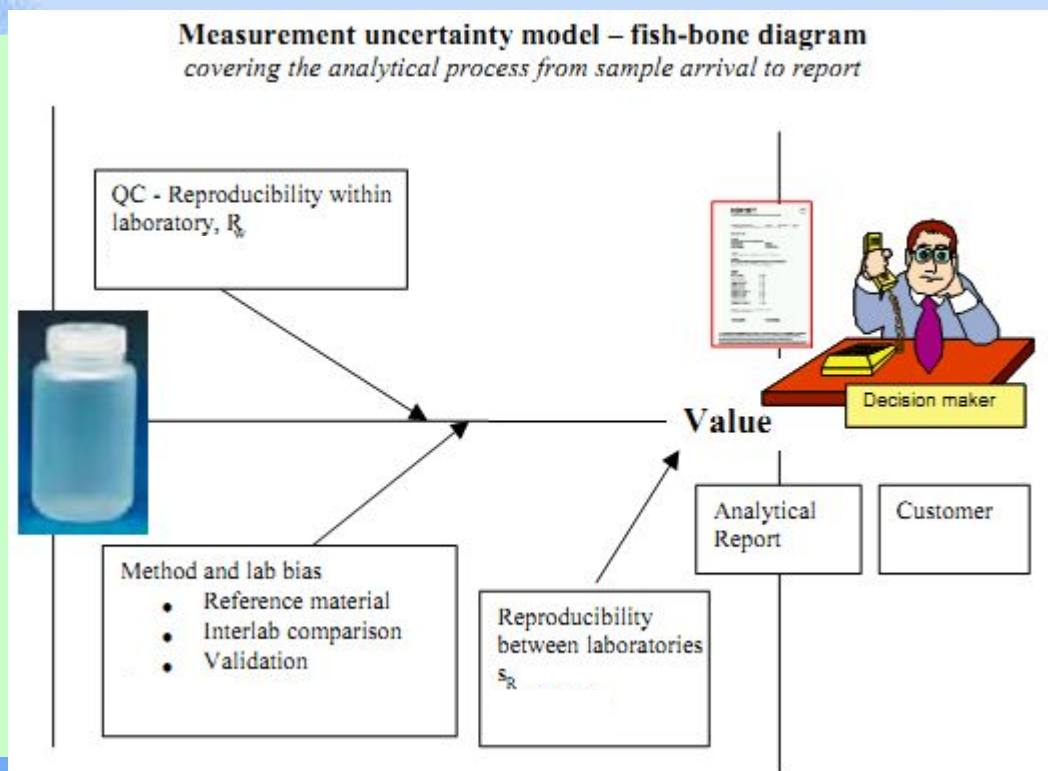 Measurement uncertainty model – fish-bone diagram
covering the analytical process from sample arrival to report
QC - Reproducibility within
laboratory, Rw
Decision maker
Value
Analytical
Report
Customer
Method and lab bias
• Reference material
• Interlab comparison
• Validation
Reproducibility
between laboratories
sR